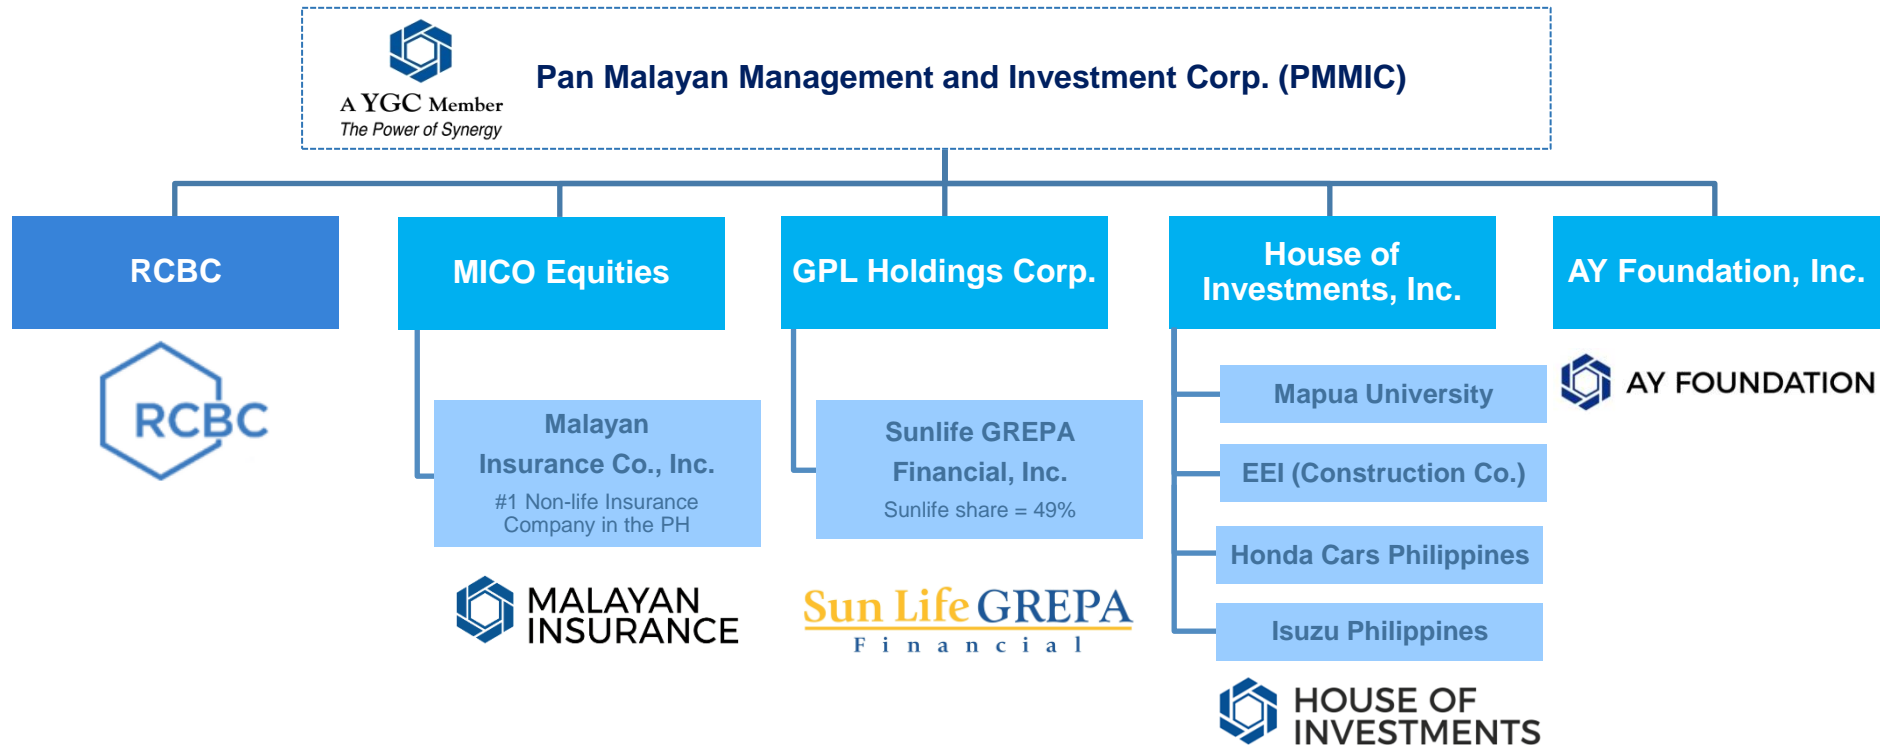 A YGC Member
The Power of Synergy
Pan Malayan Management and Investment Corp. (PMMIC)
RCBC
MICO Equities
GPL Holdings Corp.
House of
Investments, Inc.
AY Foundation, Inc.
RCBC
Malayan
Insurance Co., Inc.
#1 Non-life Insurance
Company in the PH
MALAYAN
INSURANCE
Sunlife GREPA
Financial, Inc.
Sunlife share = 49%
Sun Life GREPA
Financial
Mapua University
EEI (Construction Co.)
Honda Cars Philippines
Isuzu Philippines
HOUSE OF
INVESTMENTS
AY FOUNDATION